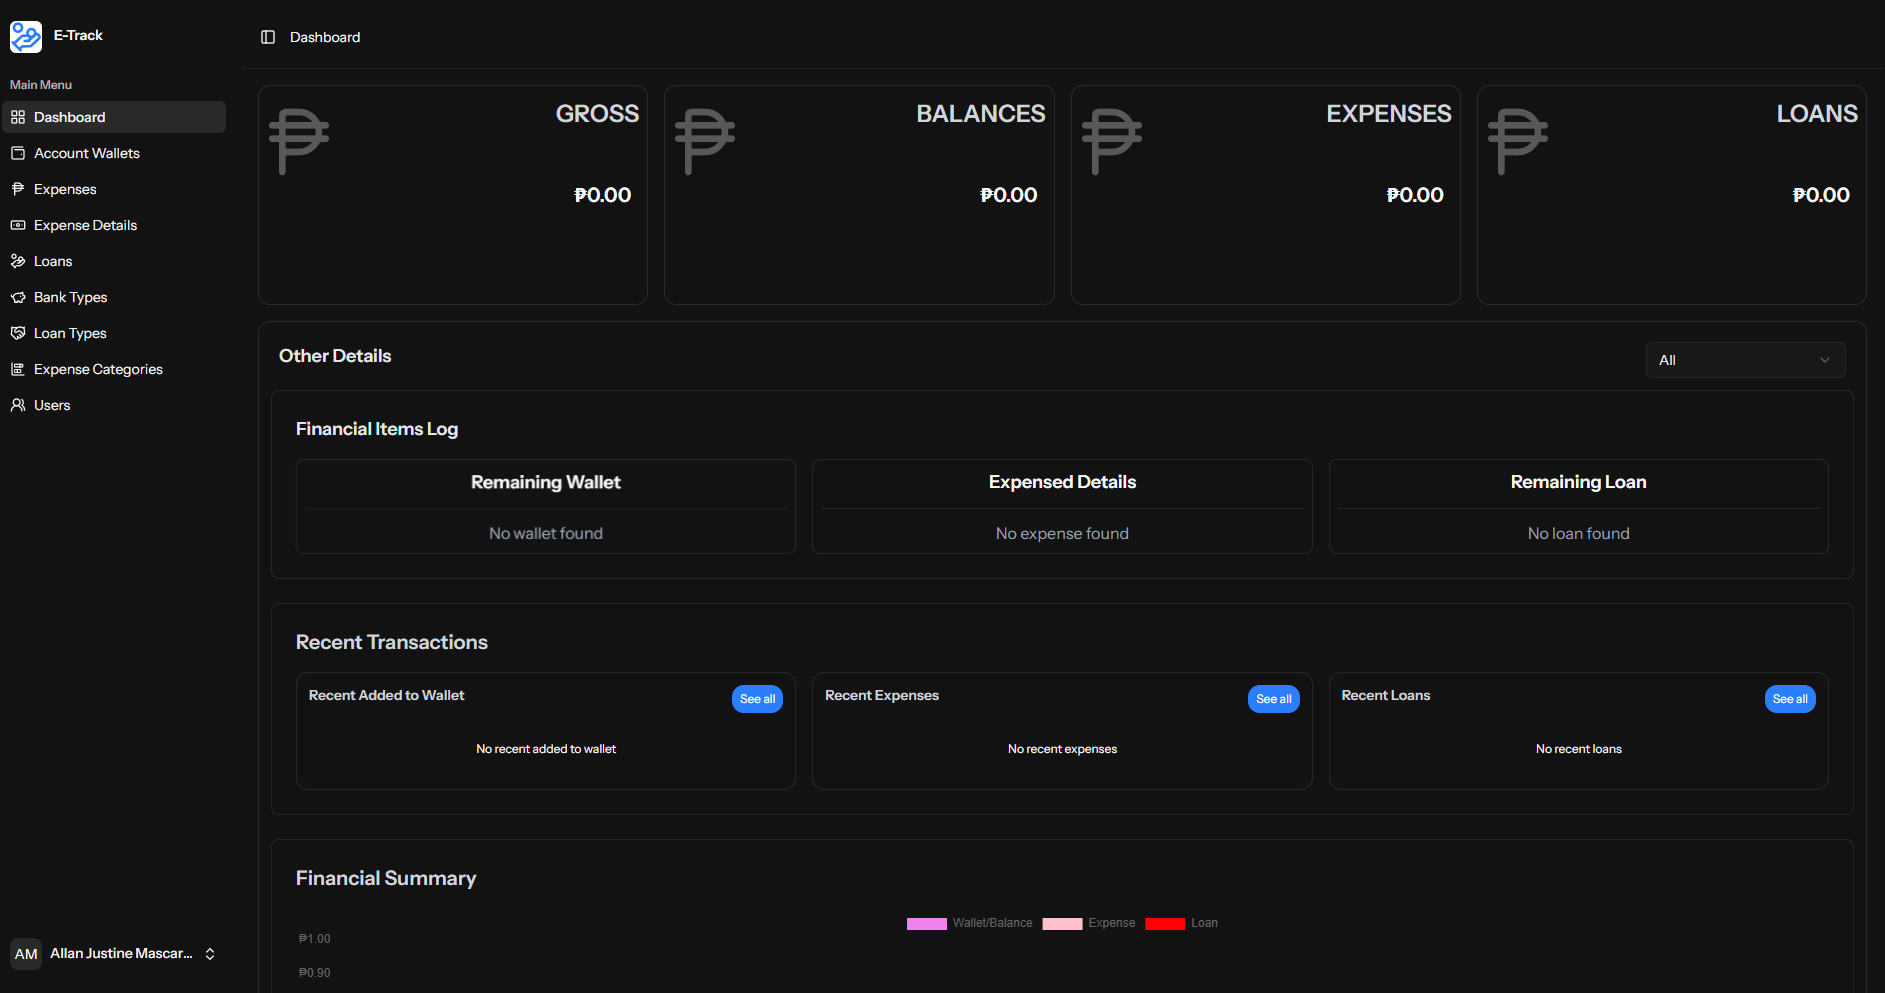 E-Track
Main Menu
Dashboard
Account Wallets
Expenses
Expense Details
Loans
Bank Types
Loan Types
Expense Categories
Users
AM
Allan Justine Mascar...
Dashboard
GROSS
₱0.00
BALANCES
₱0.00
EXPENSES
₱0.00
LOANS
₱0.00
Other Details
All
Financial Items Log
Remaining Wallet
No wallet found
Expensed Details
No expense found
Remaining Loan
No loan found
Recent Transactions
Recent Added to Wallet
See all
No recent added to wallet
Recent Expenses
See all
No recent expenses
Recent Loans
See all
No recent loans
Financial Summary
Wallet/Balance
Expense
Loan
₱1.00
₱0.90